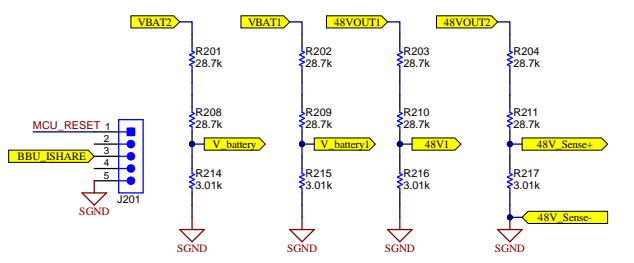 VBAT2 VBAT1 48VOUT1 48VOUT2
R201 R202 R203 R204
28.7k 28.7k 28.7k 28.7k
R208 R209 R210 R211
28.7k 28.7k 28.7k 28.7k
MCU_RESET 1
2
BBU_ISHARE 3
4
5
J201
SGND
V_battery V_battery1 48V1 48V_Sense+
R214 R215 R216 R217
3.01k 3.01k 3.01k 3.01k
48V_Sense-
SGND SGND SGND SGND